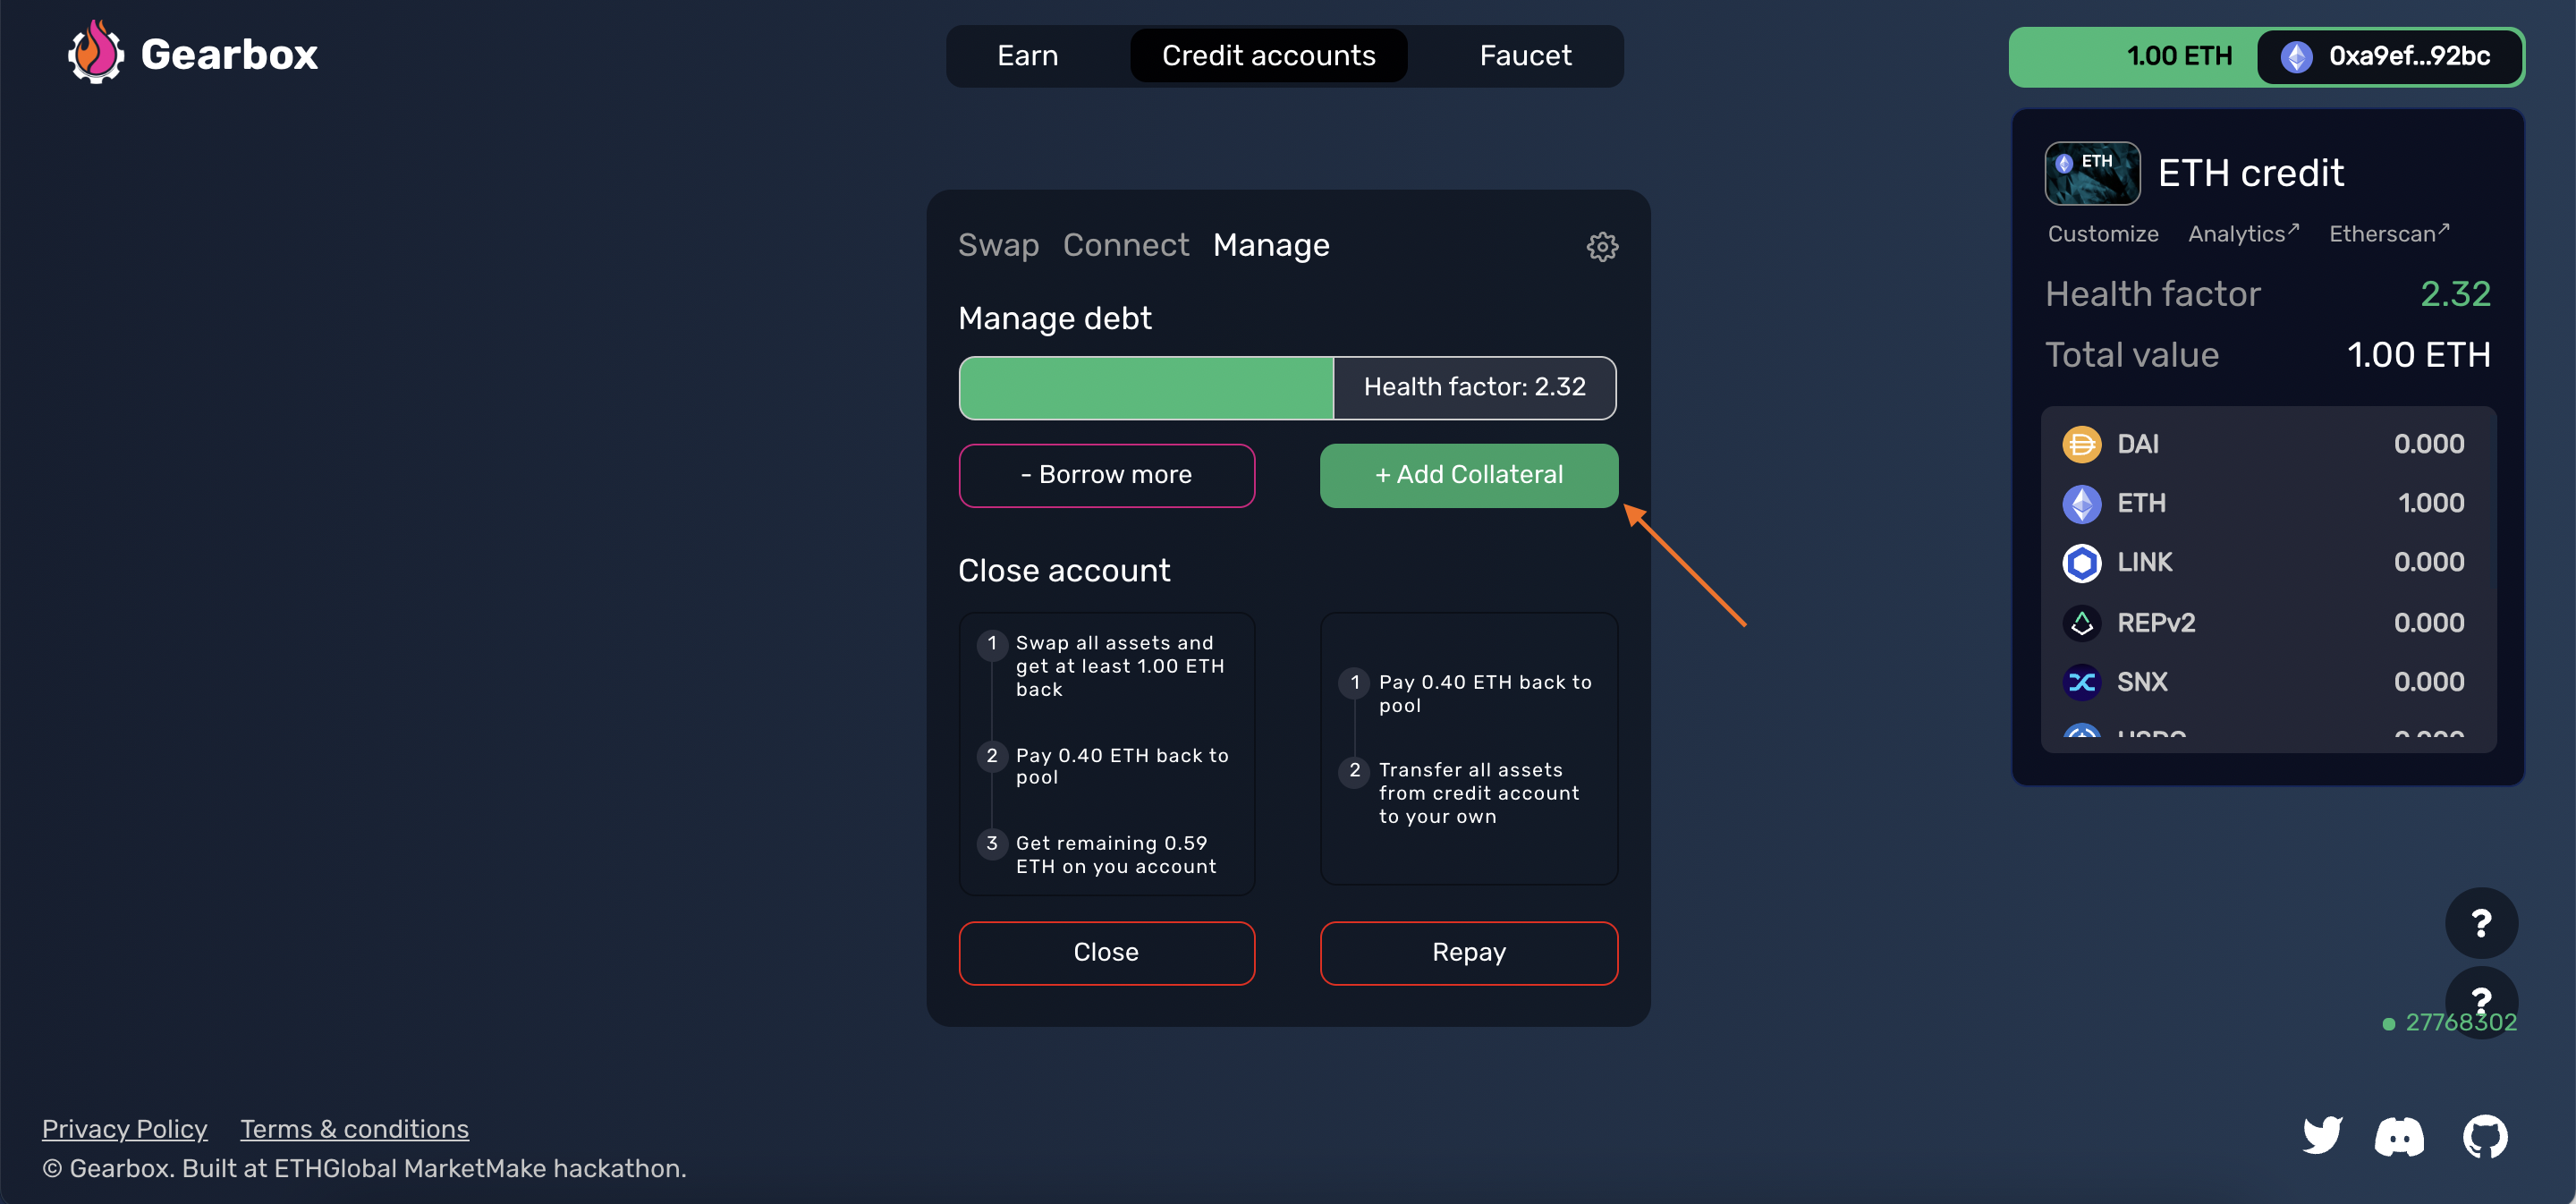 Gearbox
Earn
Credit accounts
Faucet
1.00 ETH
0xa9ef...92bc
ETH
ETH credit
Customize
Analytics↗
Etherscan↗
Health factor
2.32
Total value
1.00 ETH
DAI
0.000
ETH
1.000
LINK
0.000
REPv2
0.000
SNX
0.000
Swap
Connect
Manage
Manage debt
Health factor: 2.32
- Borrow more
+ Add Collateral
Close account
1
Swap all assets and
get at least 1.00 ETH
back
2
Pay 0.40 ETH back to
pool
3
Get remaining 0.59
ETH on you account
1
Pay 0.40 ETH back to
pool
2
Transfer all assets
from credit account
to your own
Close
Repay
?
?
27768302
Privacy Policy
Terms & conditions
© Gearbox. Built at ETHGlobal MarketMake hackathon.